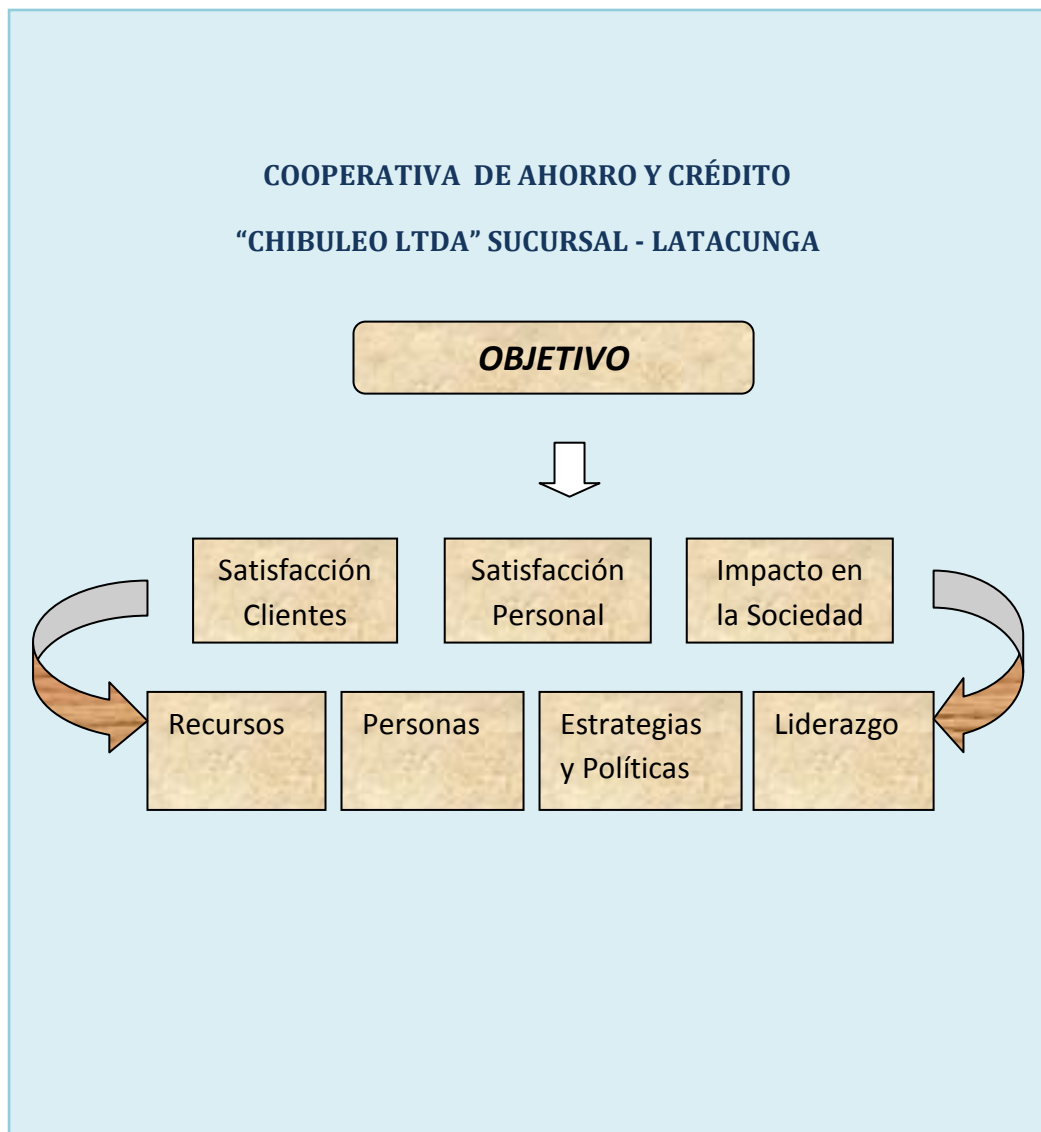 COOPERATIVA DE AHORRO Y CRÉDITO
“CHIBULEO LTDA” SUCURSAL - LATACUNGA
OBJETIVO
Satisfacción
Clientes
Satisfacción
Personal
Impacto en
la Sociedad
Recursos
Personas
Estrategias
y Políticas
Liderazgo